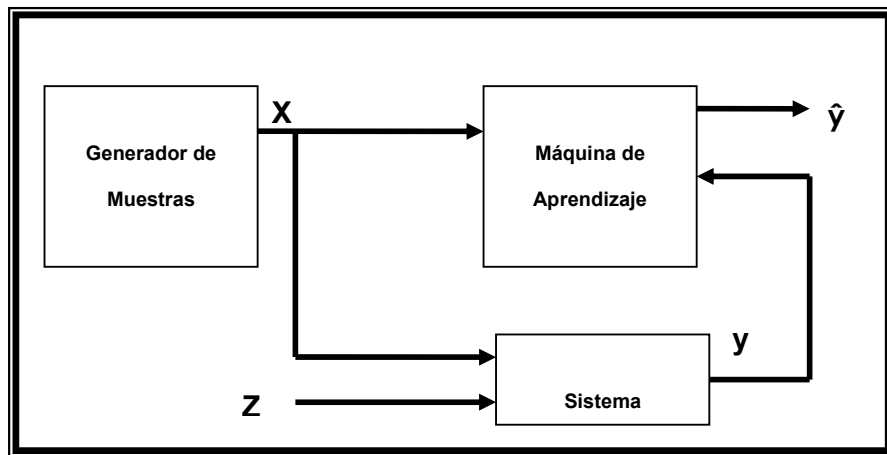 X
Generador de
Muestras
Máquina de
Aprendizaje
ŷ
y
Z
Sistema